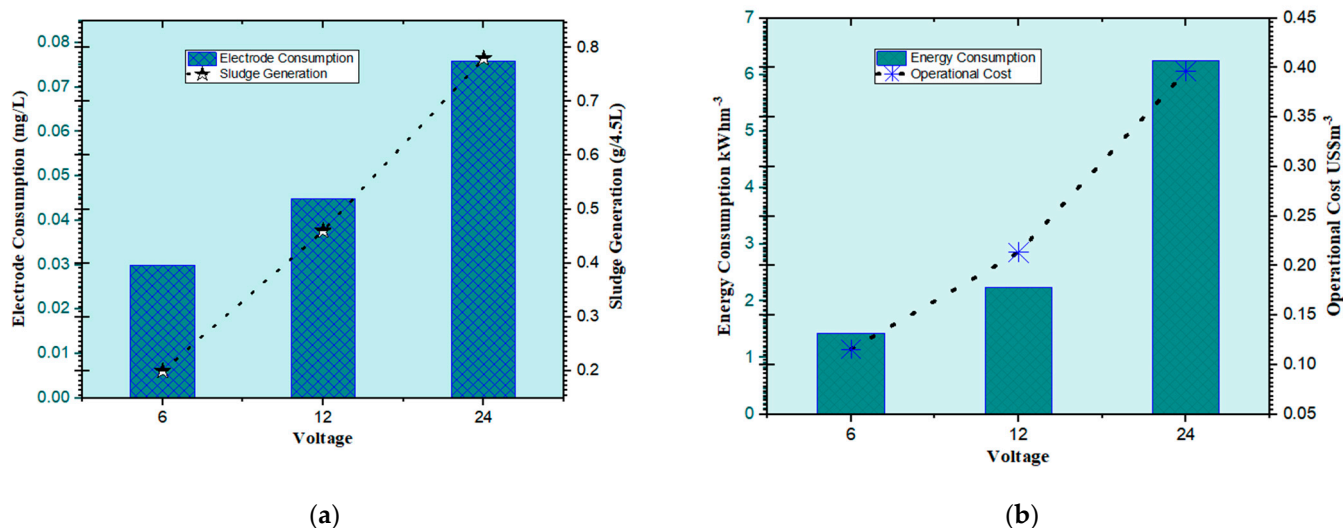 Electrode Consumption (mg/L)
0.08
0.07
0.06
0.05
0.04
0.03
0.02
0.01
0.00
Electrode Consumption
Sludge Generation
0.8
0.7
0.6
0.5
0.4
0.3
0.2
Sludge Generation (g/4.5L)
6 12 24
Voltage
(a)
Energy Consumption kWhm-3
7
6
5
4
3
2
1
0
Energy Consumption
Operational Cost
0.45
0.40
0.35
0.30
0.25
0.20
0.15
0.10
0.05
Operational Cost US$m-3
6 12 24
Voltage
(b)